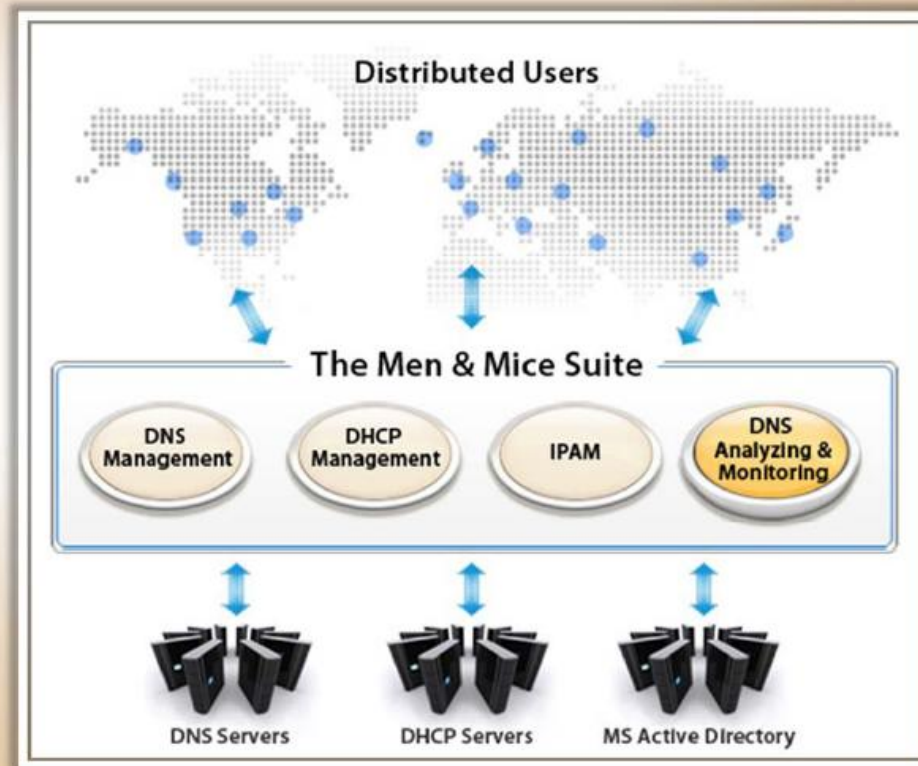 Distributed Users
The Men & Mice Suite
DNS
Management
DHCP
Management
IPAM
DNS
Analyzing &
Monitoring
DNS Servers
DHCP Servers
MS Active Directory